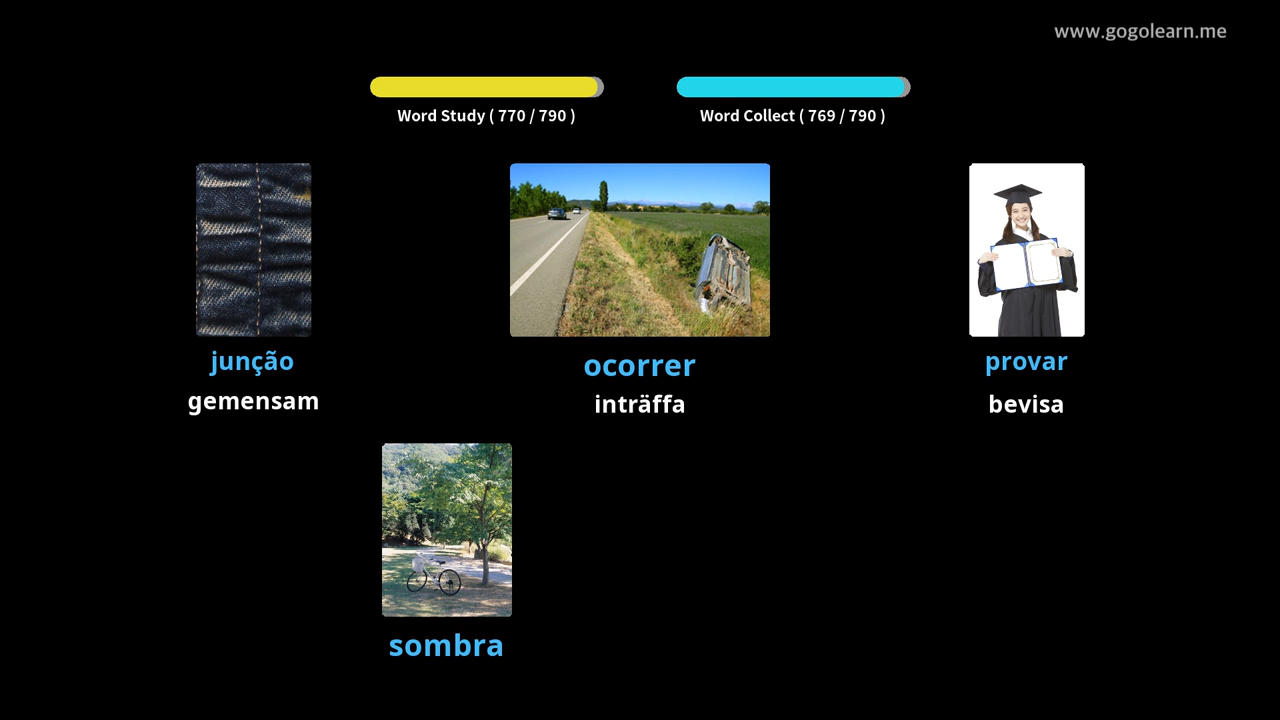 www.gogolearn.me
Word Study ( 770 / 790 )
Word Collect ( 769 / 790 )
junção
gemensam
ocorrer
inträffa
provar
bevisa
sombra